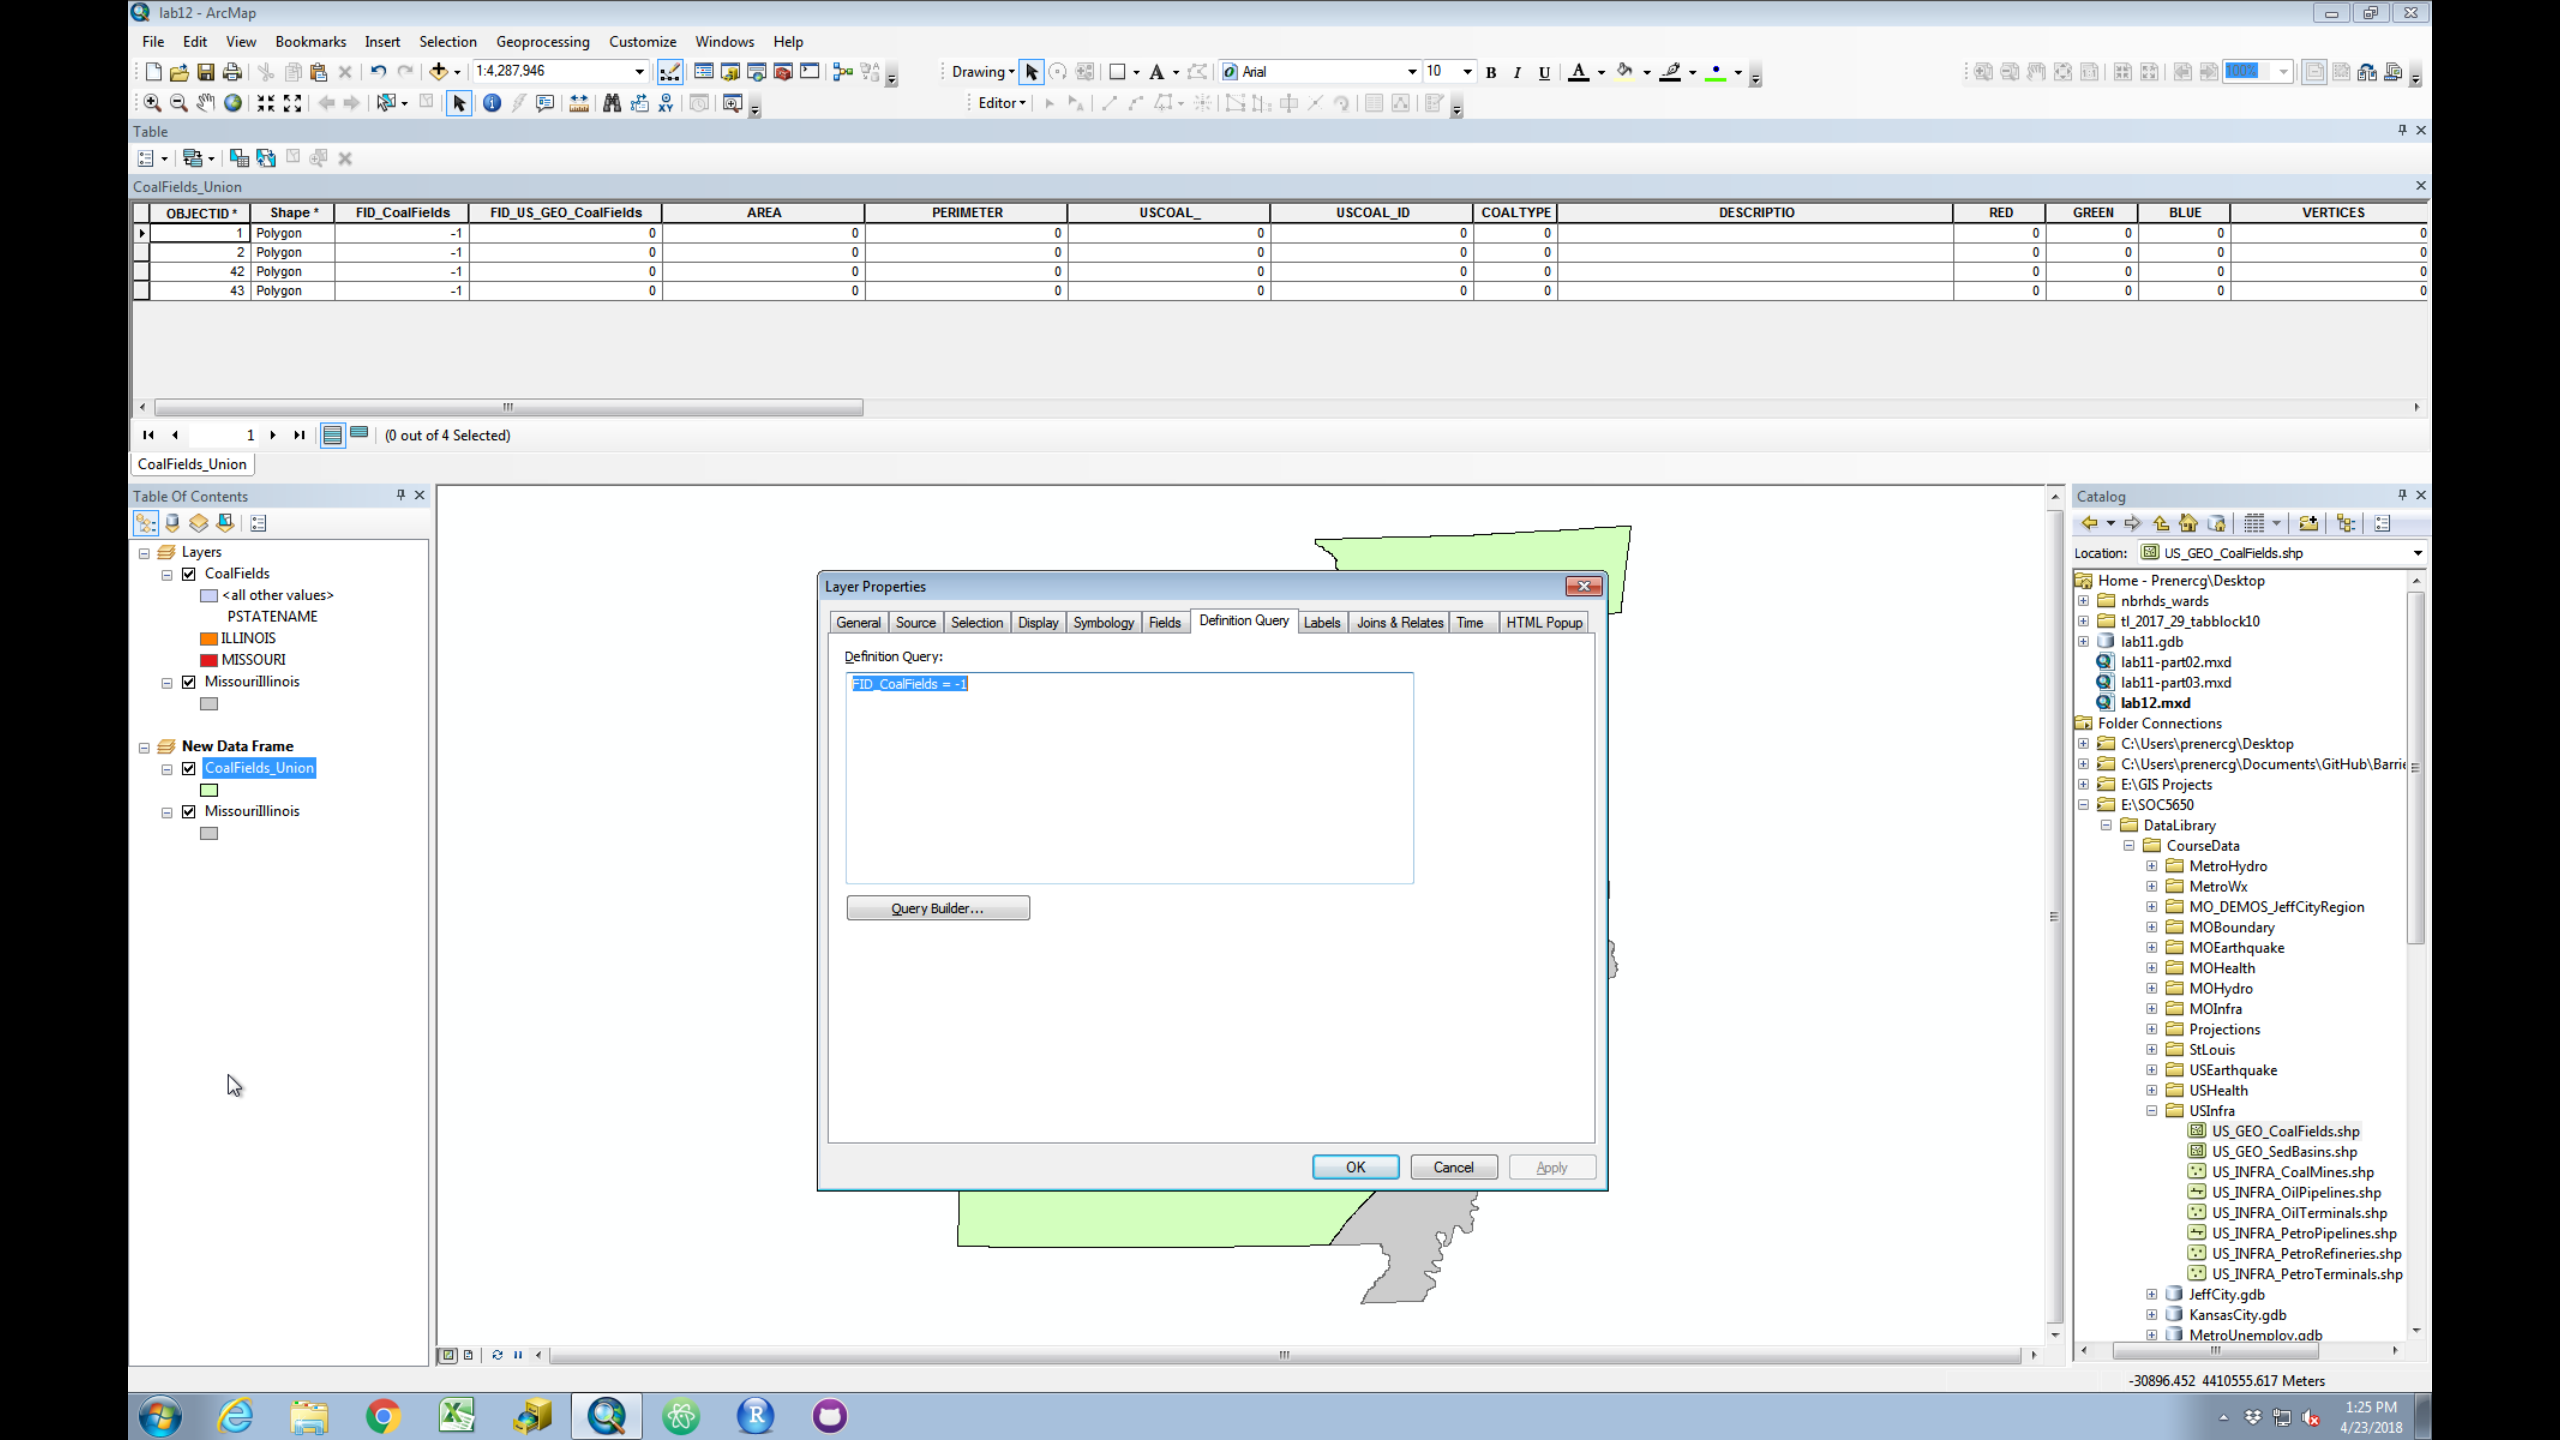 lab12 - ArcMap
File Edit View Bookmarks Insert Selection Geoprocessing Customize Windows Help
1:4,287,946 Drawing A Arial 10 B I U A 100%
Editor
Table
CoalFields_Union
OBJECTID * Shape * FID_CoalFields FID_US_GEO_CoalFields AREA PERIMETER USCOAL_ USCOAL_ID COALTYPE DESCRIPTIO RED GREEN BLUE VERTICES
1 Polygon -1 0 0 0 0 0 0 0 0 0 0
2 Polygon -1 0 0 0 0 0 0 0 0 0 0
42 Polygon -1 0 0 0 0 0 0 0 0 0 0
43 Polygon -1 0 0 0 0 0 0 0 0 0 0
1 (0 out of 4 Selected)
CoalFields_Union
Table Of Contents
Layers
CoalFields
<all other values>
PSTATENAME
ILLINOIS
MISSOURI
MissouriIllinois
New Data Frame
CoalFields_Union
MissouriIllinois
Layer Properties
General Source Selection Display Symbology Fields Definition Query Labels Joins & Relates Time HTML Popup
Definition Query:
FID_CoalFields = -1
Query Builder...
OK Cancel Apply
Catalog
Location: US_GEO_CoalFields.shp
Home - Prenercg\Desktop
nbrhds_wards
tl_2017_29_tabblock10
lab11.gdb
lab11-part02.mxd
lab11-part03.mxd
lab12.mxd
Folder Connections
C:\Users\prenercg\Desktop
C:\Users\prenercg\Documents\GitHub\Barrie
E:\GIS Projects
E:\SOC5650
DataLibrary
CourseData
MetroHydro
MetroWx
MO_DEMOS_JeffCityRegion
MOBoundary
MOEarthquake
MOHealth
MOHydro
MOInfra
Projections
StLouis
USEarthquake
USHealth
USInfra
US_GEO_CoalFields.shp
US_GEO_SedBasins.shp
US_INFRA_CoalMines.shp
US_INFRA_OilPipelines.shp
US_INFRA_OilTerminals.shp
US_INFRA_PetroPipelines.shp
US_INFRA_PetroRefineries.shp
US_INFRA_PetroTerminals.shp
JeffCity.gdb
KansasCity.gdb
MetroUnemploy.gdb
-30896.452 4410555.617 Meters
1:25 PM
4/23/2018